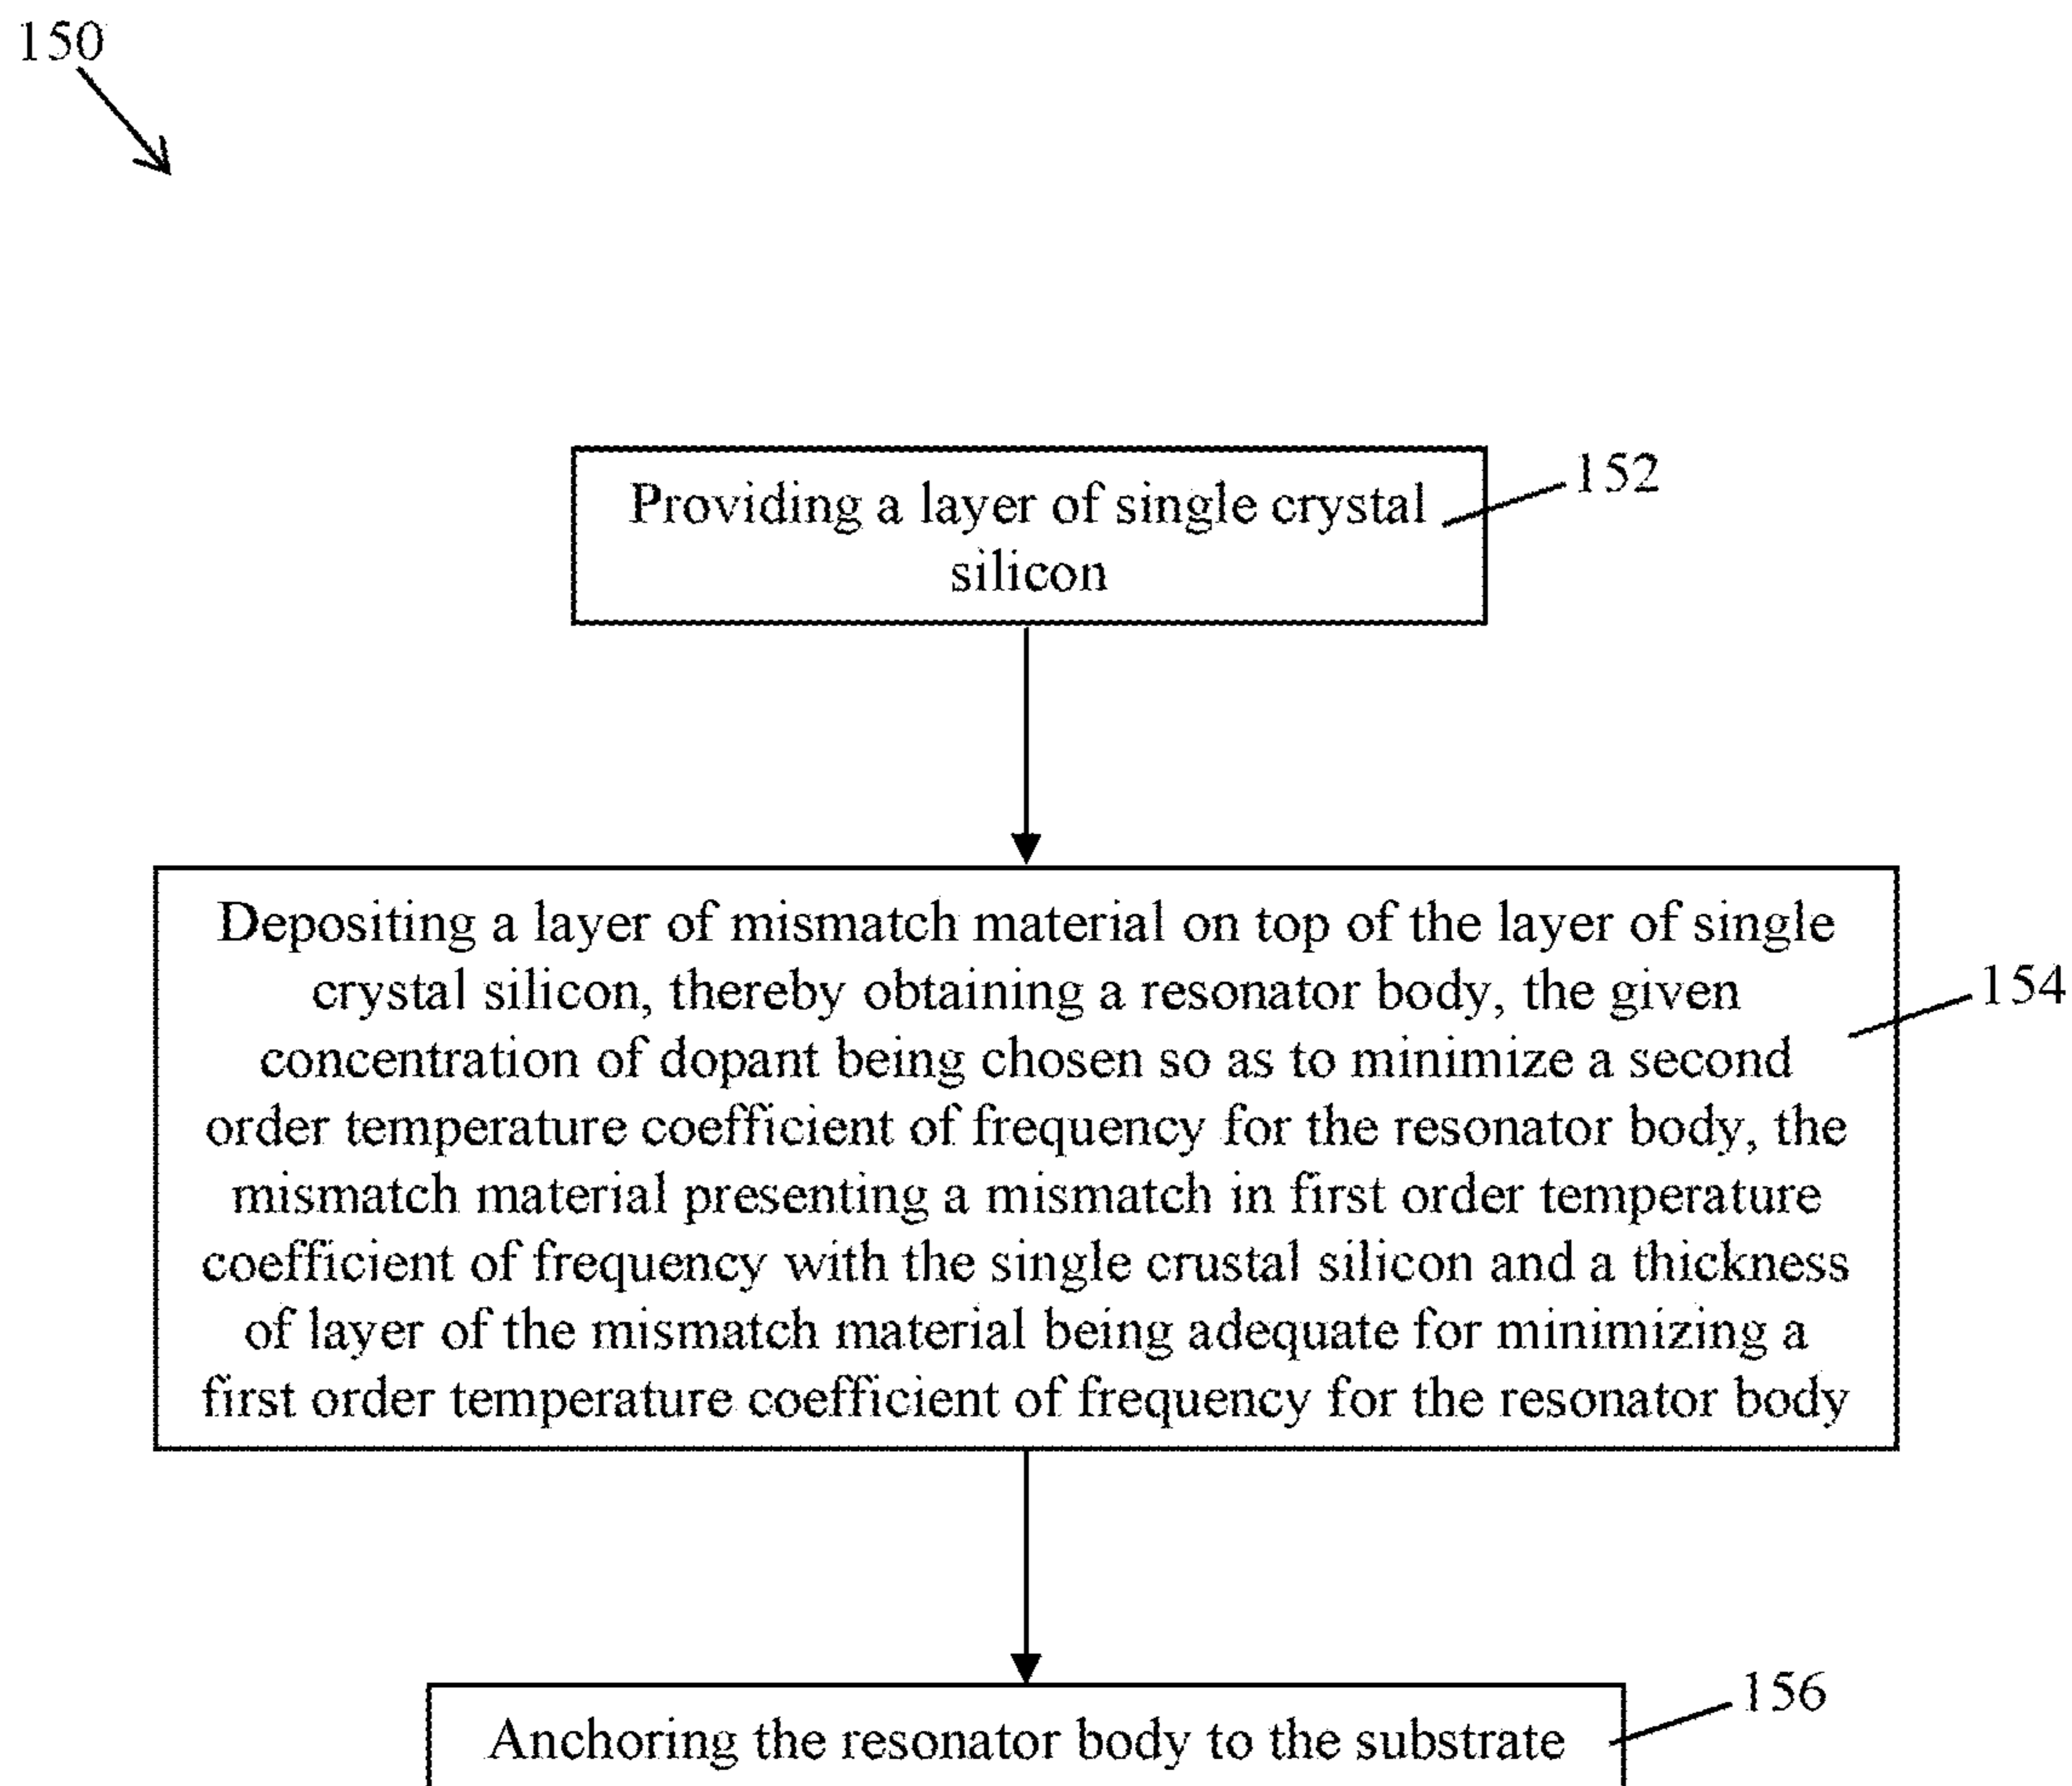 150
Providing a layer of single crystal
silicon
152
Depositing a layer of mismatch material on top of the layer of single
crystal silicon, thereby obtaining a resonator body, the given
concentration of dopant being chosen so as to minimize a second
order temperature coefficient of frequency for the resonator body, the
mismatch material presenting a mismatch in first order temperature
coefficient of frequency with the single crustal silicon and a thickness
of layer of the mismatch material being adequate for minimizing a
first order temperature coefficient of frequency for the resonator body
154
Anchoring the resonator body to the substrate
156